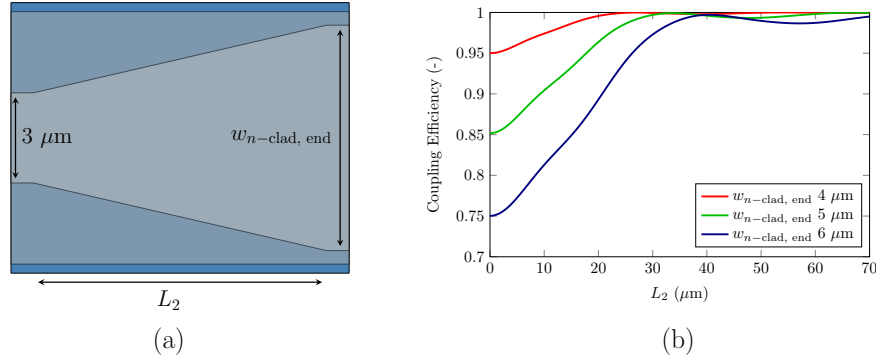 3 μm
w_{n−clad, end}
L_2
(a)
1
0.95
0.9
0.85
0.8
0.75
0.7
Coupling Efficiency (-)
w_{n−clad, end} 4 μm
w_{n−clad, end} 5 μm
w_{n−clad, end} 6 μm
0 10 20 30 40 50 60 70
L_2 (μm)
(b)